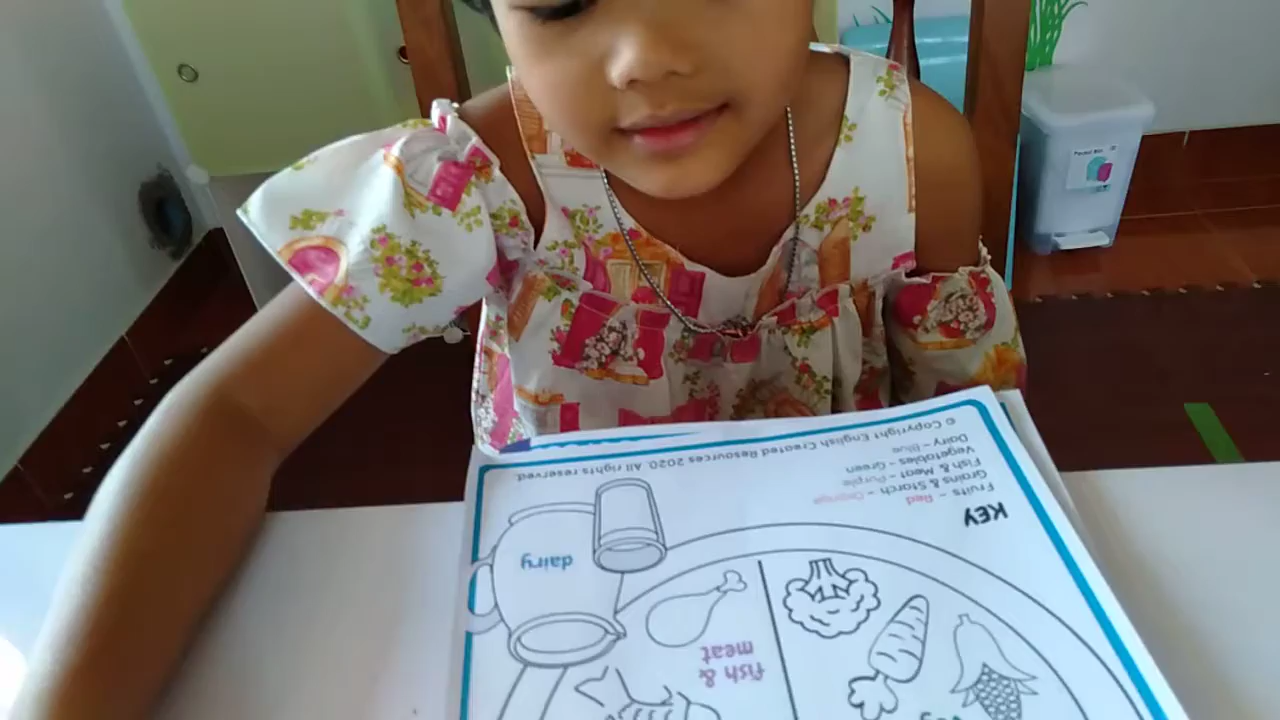 KEY
Fruits - Red
Grains & Starch - Orange
Fish & Meat - Purple
Vegetables - Green
Dairy - Blue
© Copyright English Created Resources 2020. All rights reserved.
dairy
fish &
meat